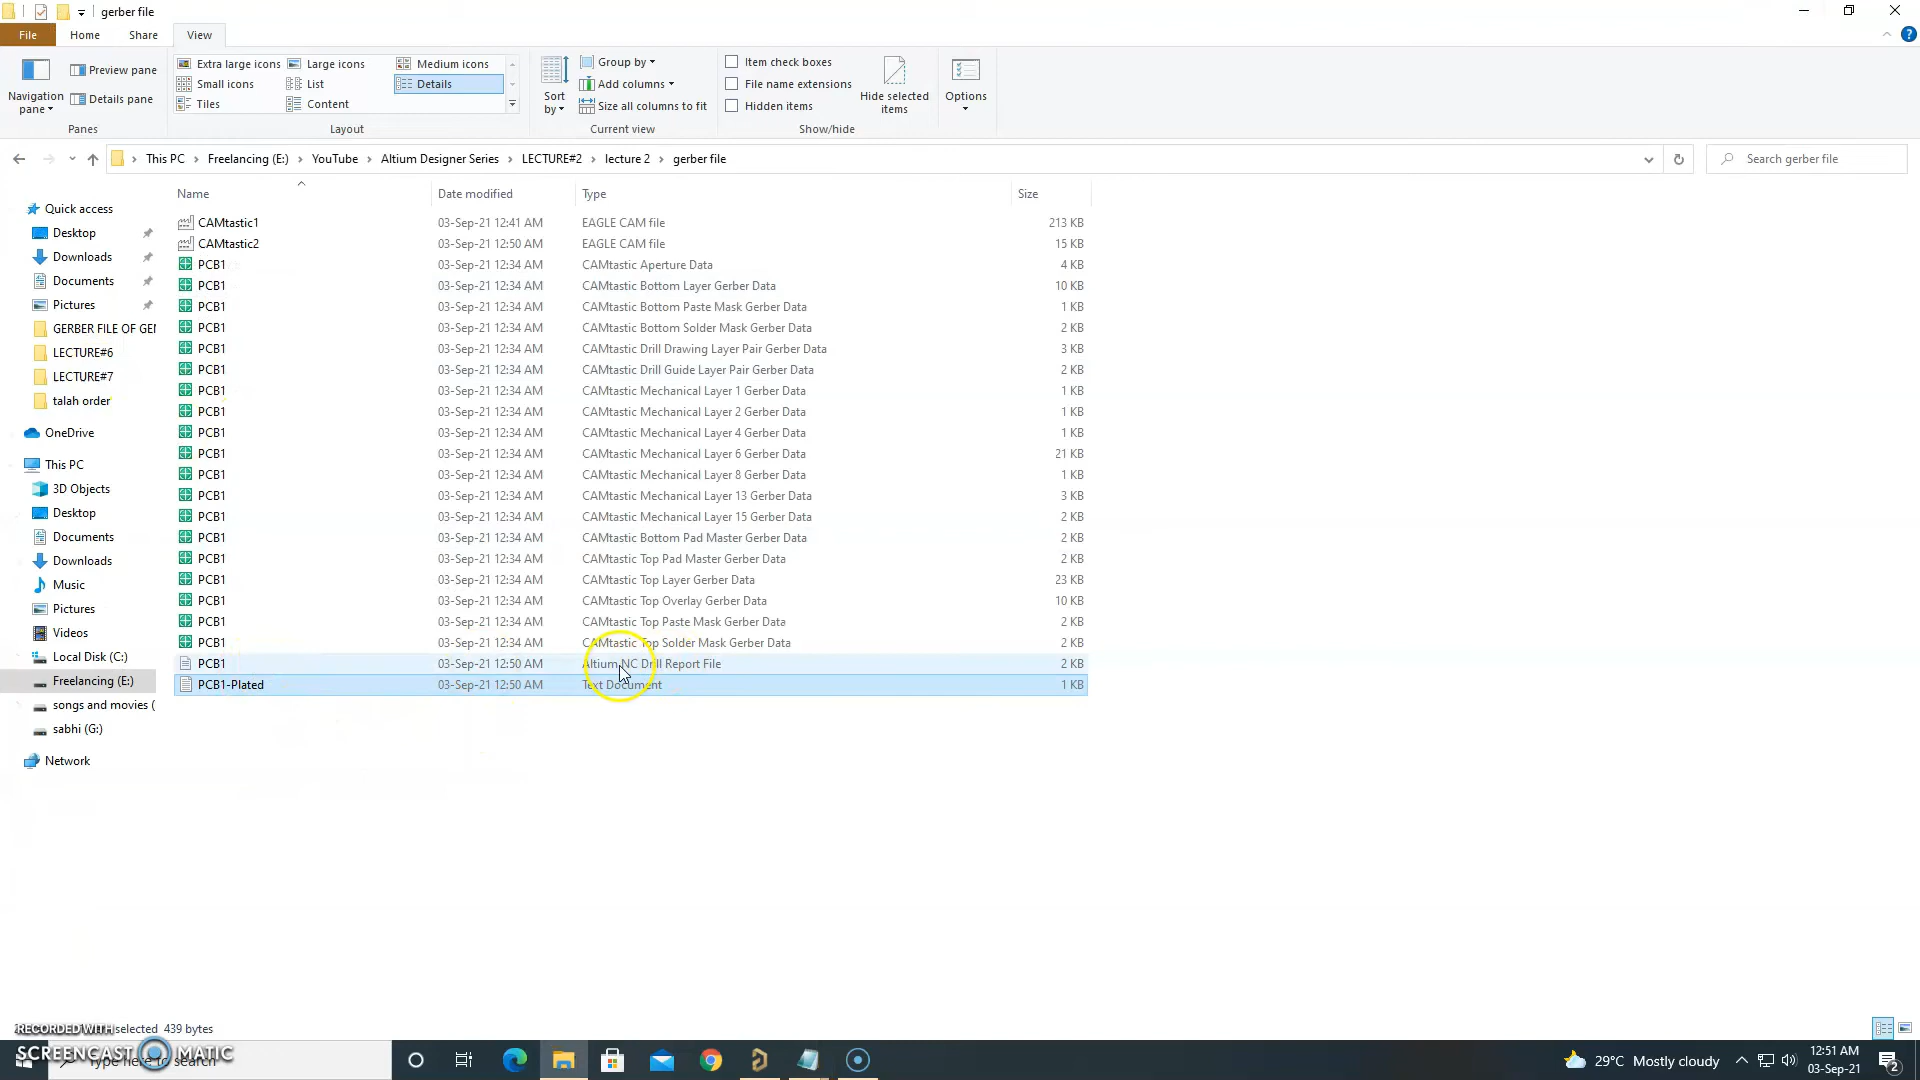 gerber file
File Home Share View
Navigation pane
Preview pane
Details pane
Panes
Extra large icons Large icons Medium icons
Small icons List Details
Tiles Content
Layout
Sort by
Group by
Add columns
Size all columns to fit
Current view
Item check boxes
File name extensions
Hidden items
Hide selected items
Show/hide
Options
This PC > Freelancing (E:) > YouTube > Altium Designer Series > LECTURE#2 > lecture 2 > gerber file
Search gerber file
Quick access
Desktop
Downloads
Documents
Pictures
GERBER FILE OF GEN
LECTURE#6
LECTURE#7
talah order
OneDrive
This PC
3D Objects
Desktop
Documents
Downloads
Music
Pictures
Videos
Local Disk (C:)
Freelancing (E:)
songs and movies (
sabhi (G:)
Network
Name Date modified Type Size
CAMtastic1 03-Sep-21 12:41 AM EAGLE CAM file 213 KB
CAMtastic2 03-Sep-21 12:50 AM EAGLE CAM file 15 KB
PCB1 03-Sep-21 12:34 AM CAMtastic Aperture Data 4 KB
PCB1 03-Sep-21 12:34 AM CAMtastic Bottom Layer Gerber Data 10 KB
PCB1 03-Sep-21 12:34 AM CAMtastic Bottom Paste Mask Gerber Data 1 KB
PCB1 03-Sep-21 12:34 AM CAMtastic Bottom Solder Mask Gerber Data 2 KB
PCB1 03-Sep-21 12:34 AM CAMtastic Drill Drawing Layer Pair Gerber Data 3 KB
PCB1 03-Sep-21 12:34 AM CAMtastic Drill Guide Layer Pair Gerber Data 2 KB
PCB1 03-Sep-21 12:34 AM CAMtastic Mechanical Layer 1 Gerber Data 1 KB
PCB1 03-Sep-21 12:34 AM CAMtastic Mechanical Layer 2 Gerber Data 1 KB
PCB1 03-Sep-21 12:34 AM CAMtastic Mechanical Layer 4 Gerber Data 1 KB
PCB1 03-Sep-21 12:34 AM CAMtastic Mechanical Layer 6 Gerber Data 21 KB
PCB1 03-Sep-21 12:34 AM CAMtastic Mechanical Layer 8 Gerber Data 1 KB
PCB1 03-Sep-21 12:34 AM CAMtastic Mechanical Layer 13 Gerber Data 3 KB
PCB1 03-Sep-21 12:34 AM CAMtastic Mechanical Layer 15 Gerber Data 2 KB
PCB1 03-Sep-21 12:34 AM CAMtastic Bottom Pad Master Gerber Data 2 KB
PCB1 03-Sep-21 12:34 AM CAMtastic Top Pad Master Gerber Data 2 KB
PCB1 03-Sep-21 12:34 AM CAMtastic Top Layer Gerber Data 23 KB
PCB1 03-Sep-21 12:34 AM CAMtastic Top Overlay Gerber Data 10 KB
PCB1 03-Sep-21 12:34 AM CAMtastic Top Paste Mask Gerber Data 2 KB
PCB1 03-Sep-21 12:34 AM CAMtastic Top Solder Mask Gerber Data 2 KB
PCB1 03-Sep-21 12:50 AM Altium NC Drill Report File 2 KB
PCB1-Plated 03-Sep-21 12:50 AM Text Document 1 KB
RECORDED WITH selected 439 bytes
SCREENCAST MATIC
Type here to search
29°C Mostly cloudy
12:51 AM
03-Sep-21
2